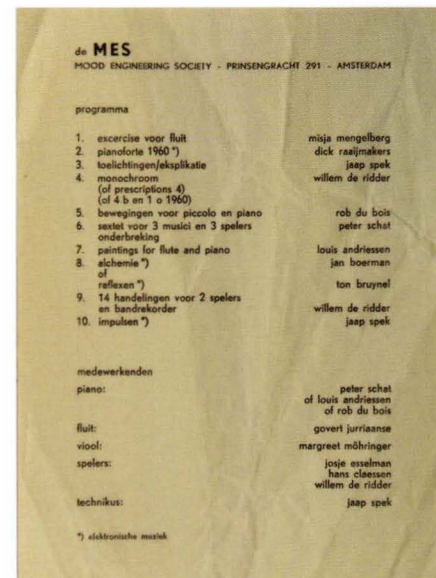 de MES
MOOD ENGINEERING SOCIETY - PRINSENGRACHT 291 - AMSTERDAM
programma
1. excercise voor fluit misja mengelberg
2. pianoforte 1960 *) dick raaijmakers
3. toelichtingen/eksplikatie jaap spek
4. monochroom willem de ridder
(of prescriptions 4)
(of 4 b en 1 o 1960)
5. bewegingen voor piccolo en piano rob du bois
6. sextet voor 3 musici en 3 spelers peter schat
onderbreking
7. paintings for flute and piano louis andriessen
8. alchemie *) jan boerman
of
reflexen *) ton bruynel
9. 14 handelingen voor 2 spelers
en bandrekorder willem de ridder
10. impulsen *) jaap spek
medewerkenden
piano: peter schat
of louis andriessen
of rob du bois
fluit: govert jurriaanse
viool: margreet möhringer
spelers: josje esselman
hans claessen
willem de ridder
technikus: jaap spek
*) elektronische muziek